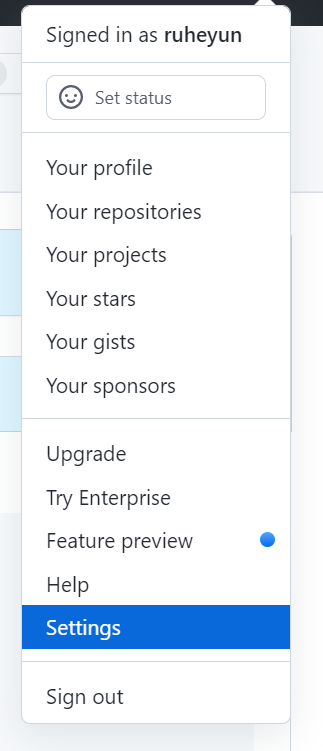 Signed in as ruheyun
Set status
Your profile
Your repositories
Your projects
Your stars
Your gists
Your sponsors
Upgrade
Try Enterprise
Feature preview
Help
Settings
Sign out